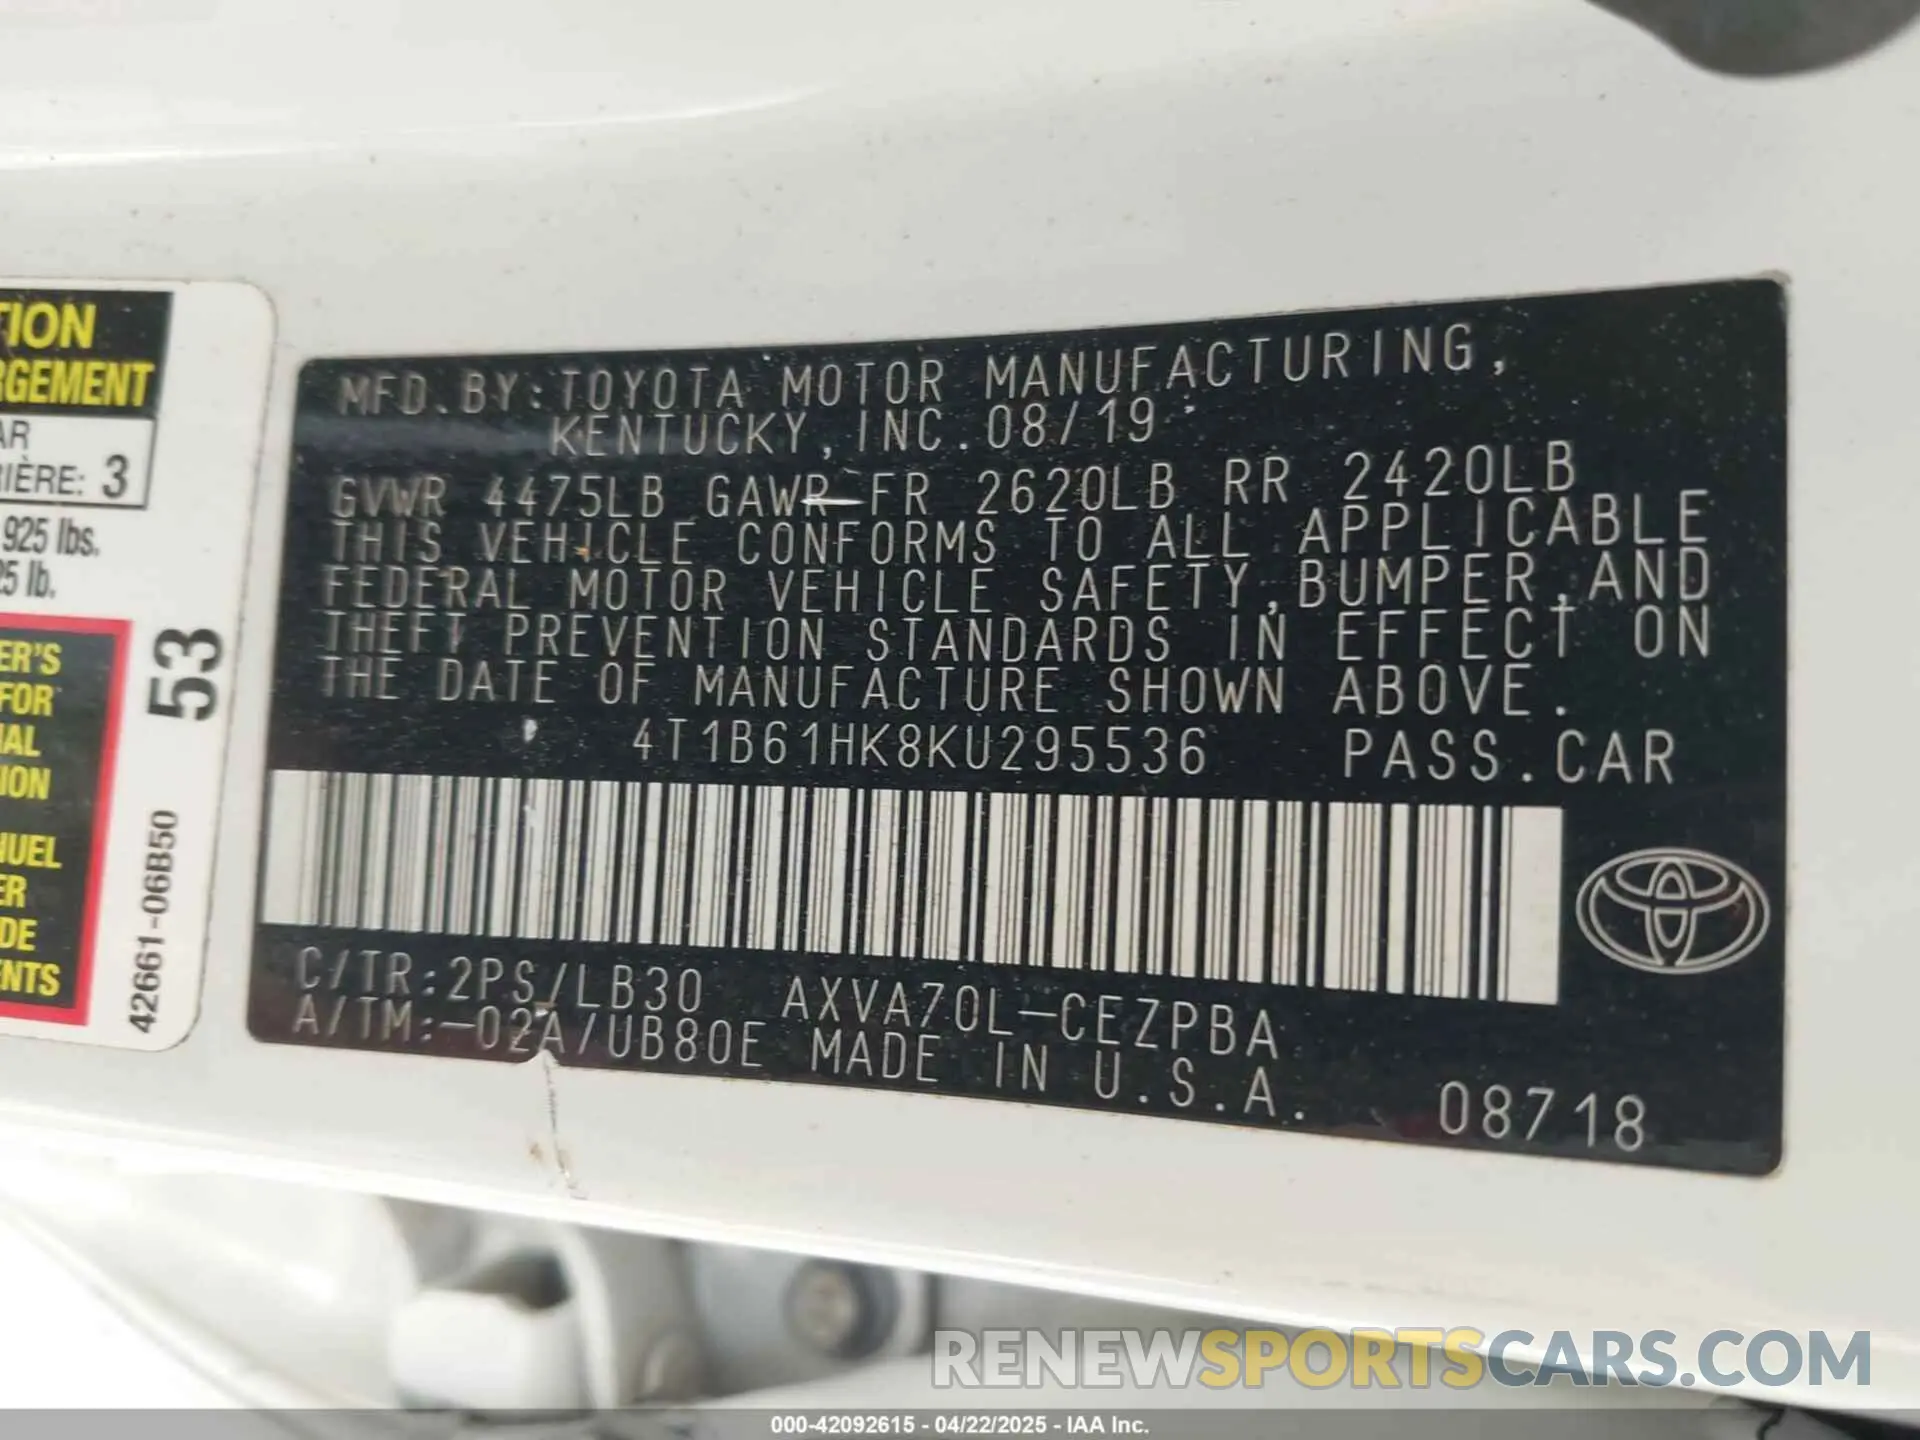 TION
RGEMENT
AR
RIÈRE: 3
925 lbs.
25 lb.
ER'S
FOR
IAL
ION
NUEL
ER
DE
ENTS
53
42661-06B50
MFD. BY: TOYOTA MOTOR MANUFACTURING,
KENTUCKY, INC. 08/19
GVWR 4475LB GAWR FR 2620LB RR 2420LB
THIS VEHICLE CONFORMS TO ALL APPLICABLE
FEDERAL MOTOR VEHICLE SAFETY, BUMPER, AND
THEFT PREVENTION STANDARDS IN EFFECT ON
THE DATE OF MANUFACTURE SHOWN ABOVE.
4T1B61HK8KU295536 PASS. CAR
C/TR: 2PS/LB30 AXVA70L-CEZPBA
A/TM: -02A/UB80E MADE IN U.S.A.
08718
RENEWSPORTSCARS.COM
000-42092615 - 04/22/2025 - IAA Inc.